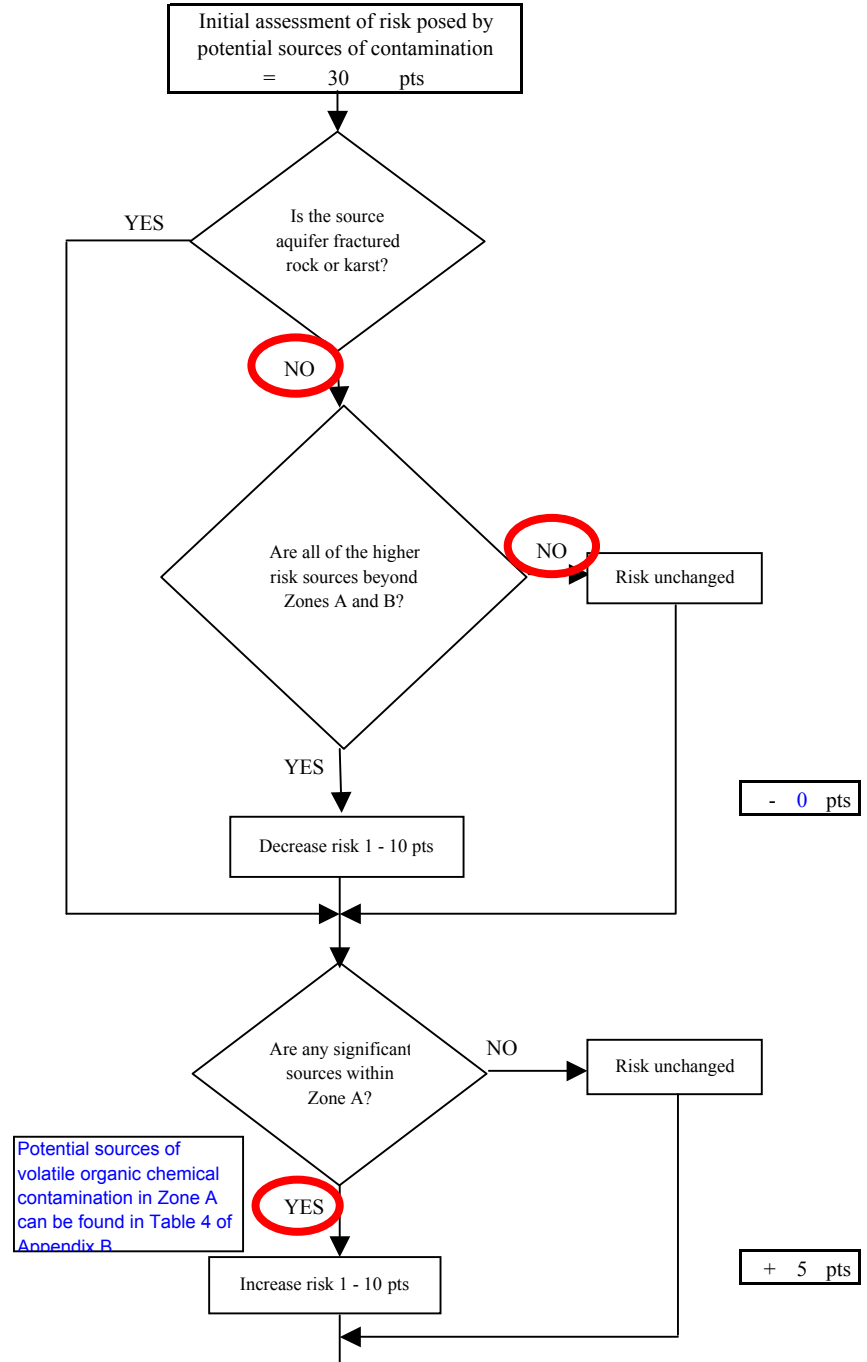 Initial assessment of risk posed by
potential sources of contamination
= 30 pts
YES
Is the source
aquifer fractured
rock or karst?
NO
NO
Are all of the higher
risk sources beyond
Zones A and B?
Risk unchanged
YES
- 0 pts
Decrease risk 1 - 10 pts
Are any significant
sources within
Zone A?
NO
Risk unchanged
Potential sources of
volatile organic chemical
contamination in Zone A
can be found in Table 4 of
Appendix B
YES
Increase risk 1 - 10 pts
+ 5 pts